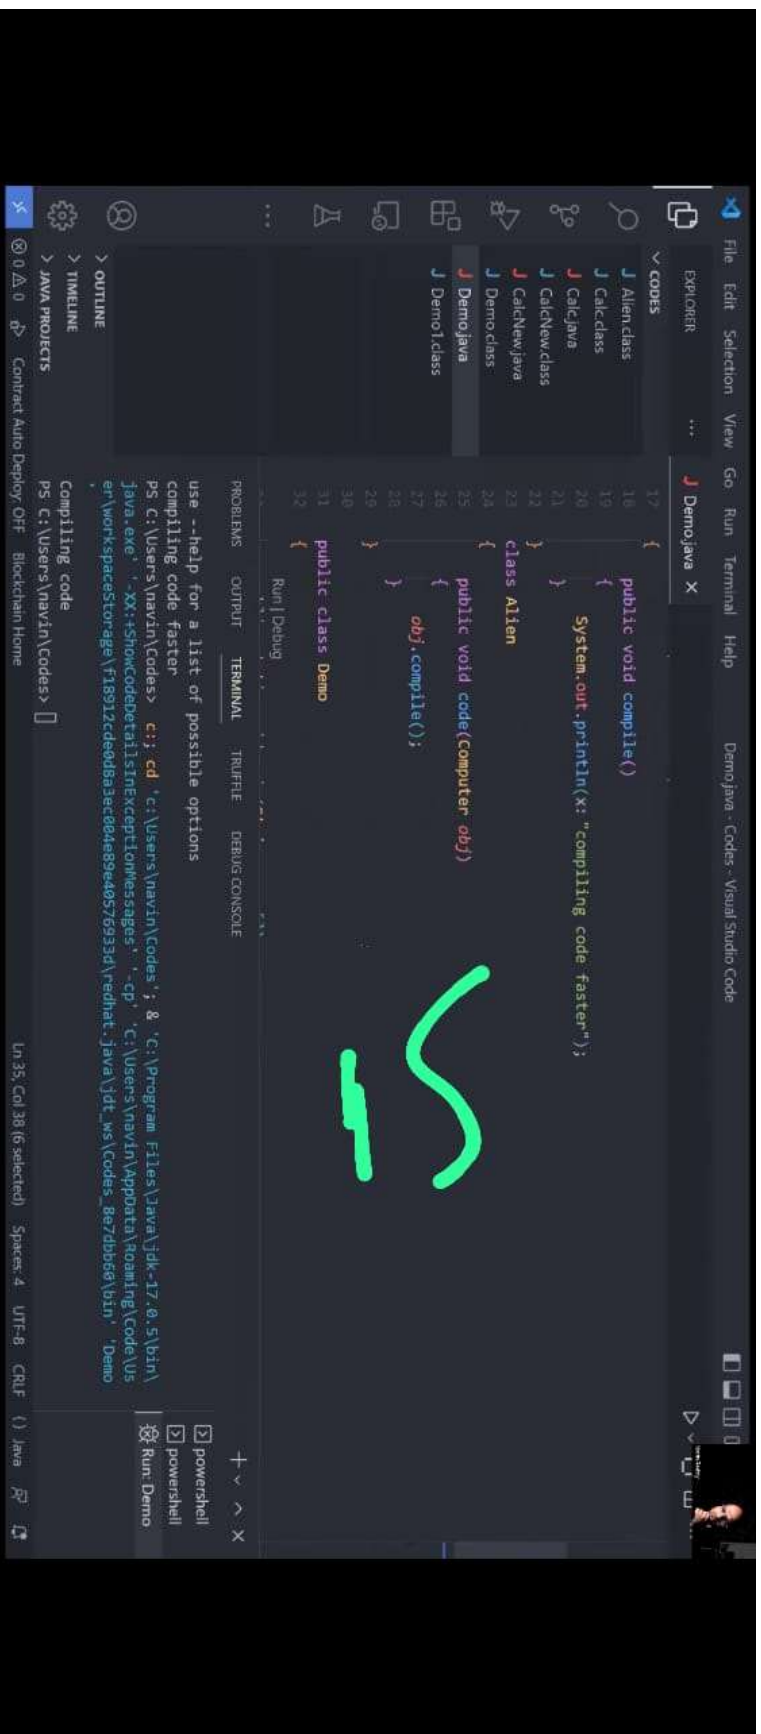 File Edit Selection View Go Run Terminal Help
Demo.java - Codes - Visual Studio Code
EXPLORER
CODES
Alien.class
Calc.class
Calc.java
CalcNew.class
CalcNew.java
Demo.class
Demo.java
Demo1.class
OUTLINE
TIMELINE
JAVA PROJECTS
Demo.java
17 {
18 public void compile()
19 {
20 System.out.println(x: "compiling code faster");
21 }
22 }
23 class Alien
24 {
25 public void code(Computer obj)
26 {
27 obj.compile();
28 }
29 }
30
31 public class Demo
32 {
Run | Debug
PROBLEMS OUTPUT TERMINAL TRUFFLE DEBUG CONSOLE
use --help for a list of possible options
compiling code faster
PS C:\Users\navin\Codes> c:; cd 'c:\Users\navin\Codes'; & 'C:\Program Files\Java\jdk-17.0.5\bin\
java.exe' '-XX:+ShowCodeDetailsInExceptionMessages' '-cp' 'C:\Users\navin\AppData\Roaming\Code\Us
er\workspaceStorage\f18912cde0d8a3ec004e89e40576933d\redhat.java\jdt_ws\Codes_8e7dbb60\bin' 'Demo
'
Compiling code
PS C:\Users\navin\Codes>
powershell
powershell
Run: Demo
0 0 Contract Auto Deploy: OFF Blockchain Home
Ln 35, Col 38 (6 selected) Spaces: 4 UTF-8 CRLF () Java